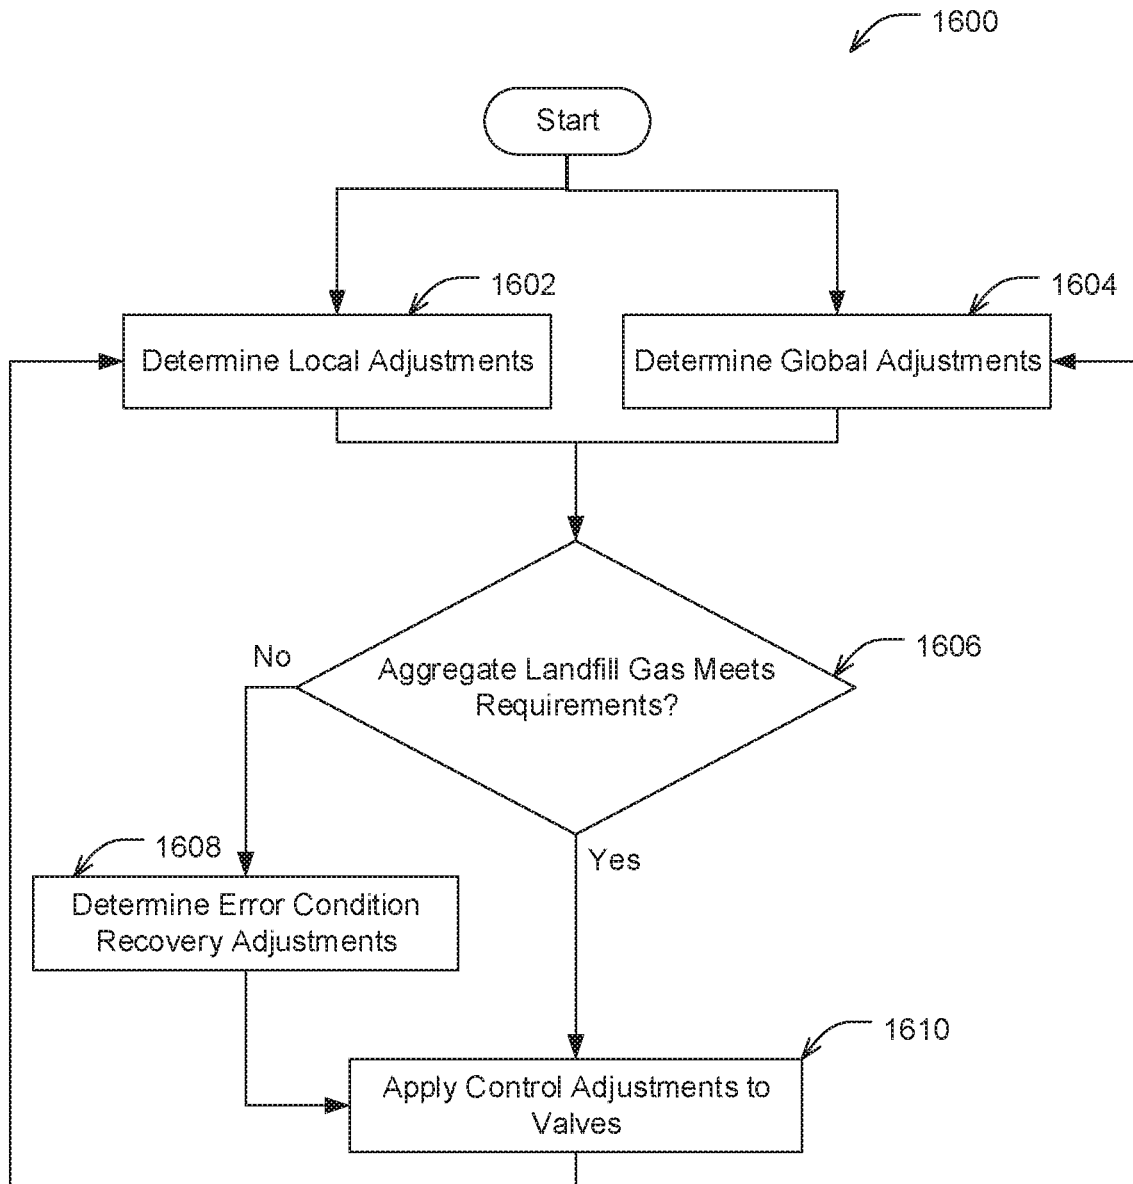 1600
Start
1602
1604
Determine Local Adjustments
Determine Global Adjustments
No
Aggregate Landfill Gas Meets
Requirements?
1606
1608
Yes
Determine Error Condition
Recovery Adjustments
1610
Apply Control Adjustments to
Valves